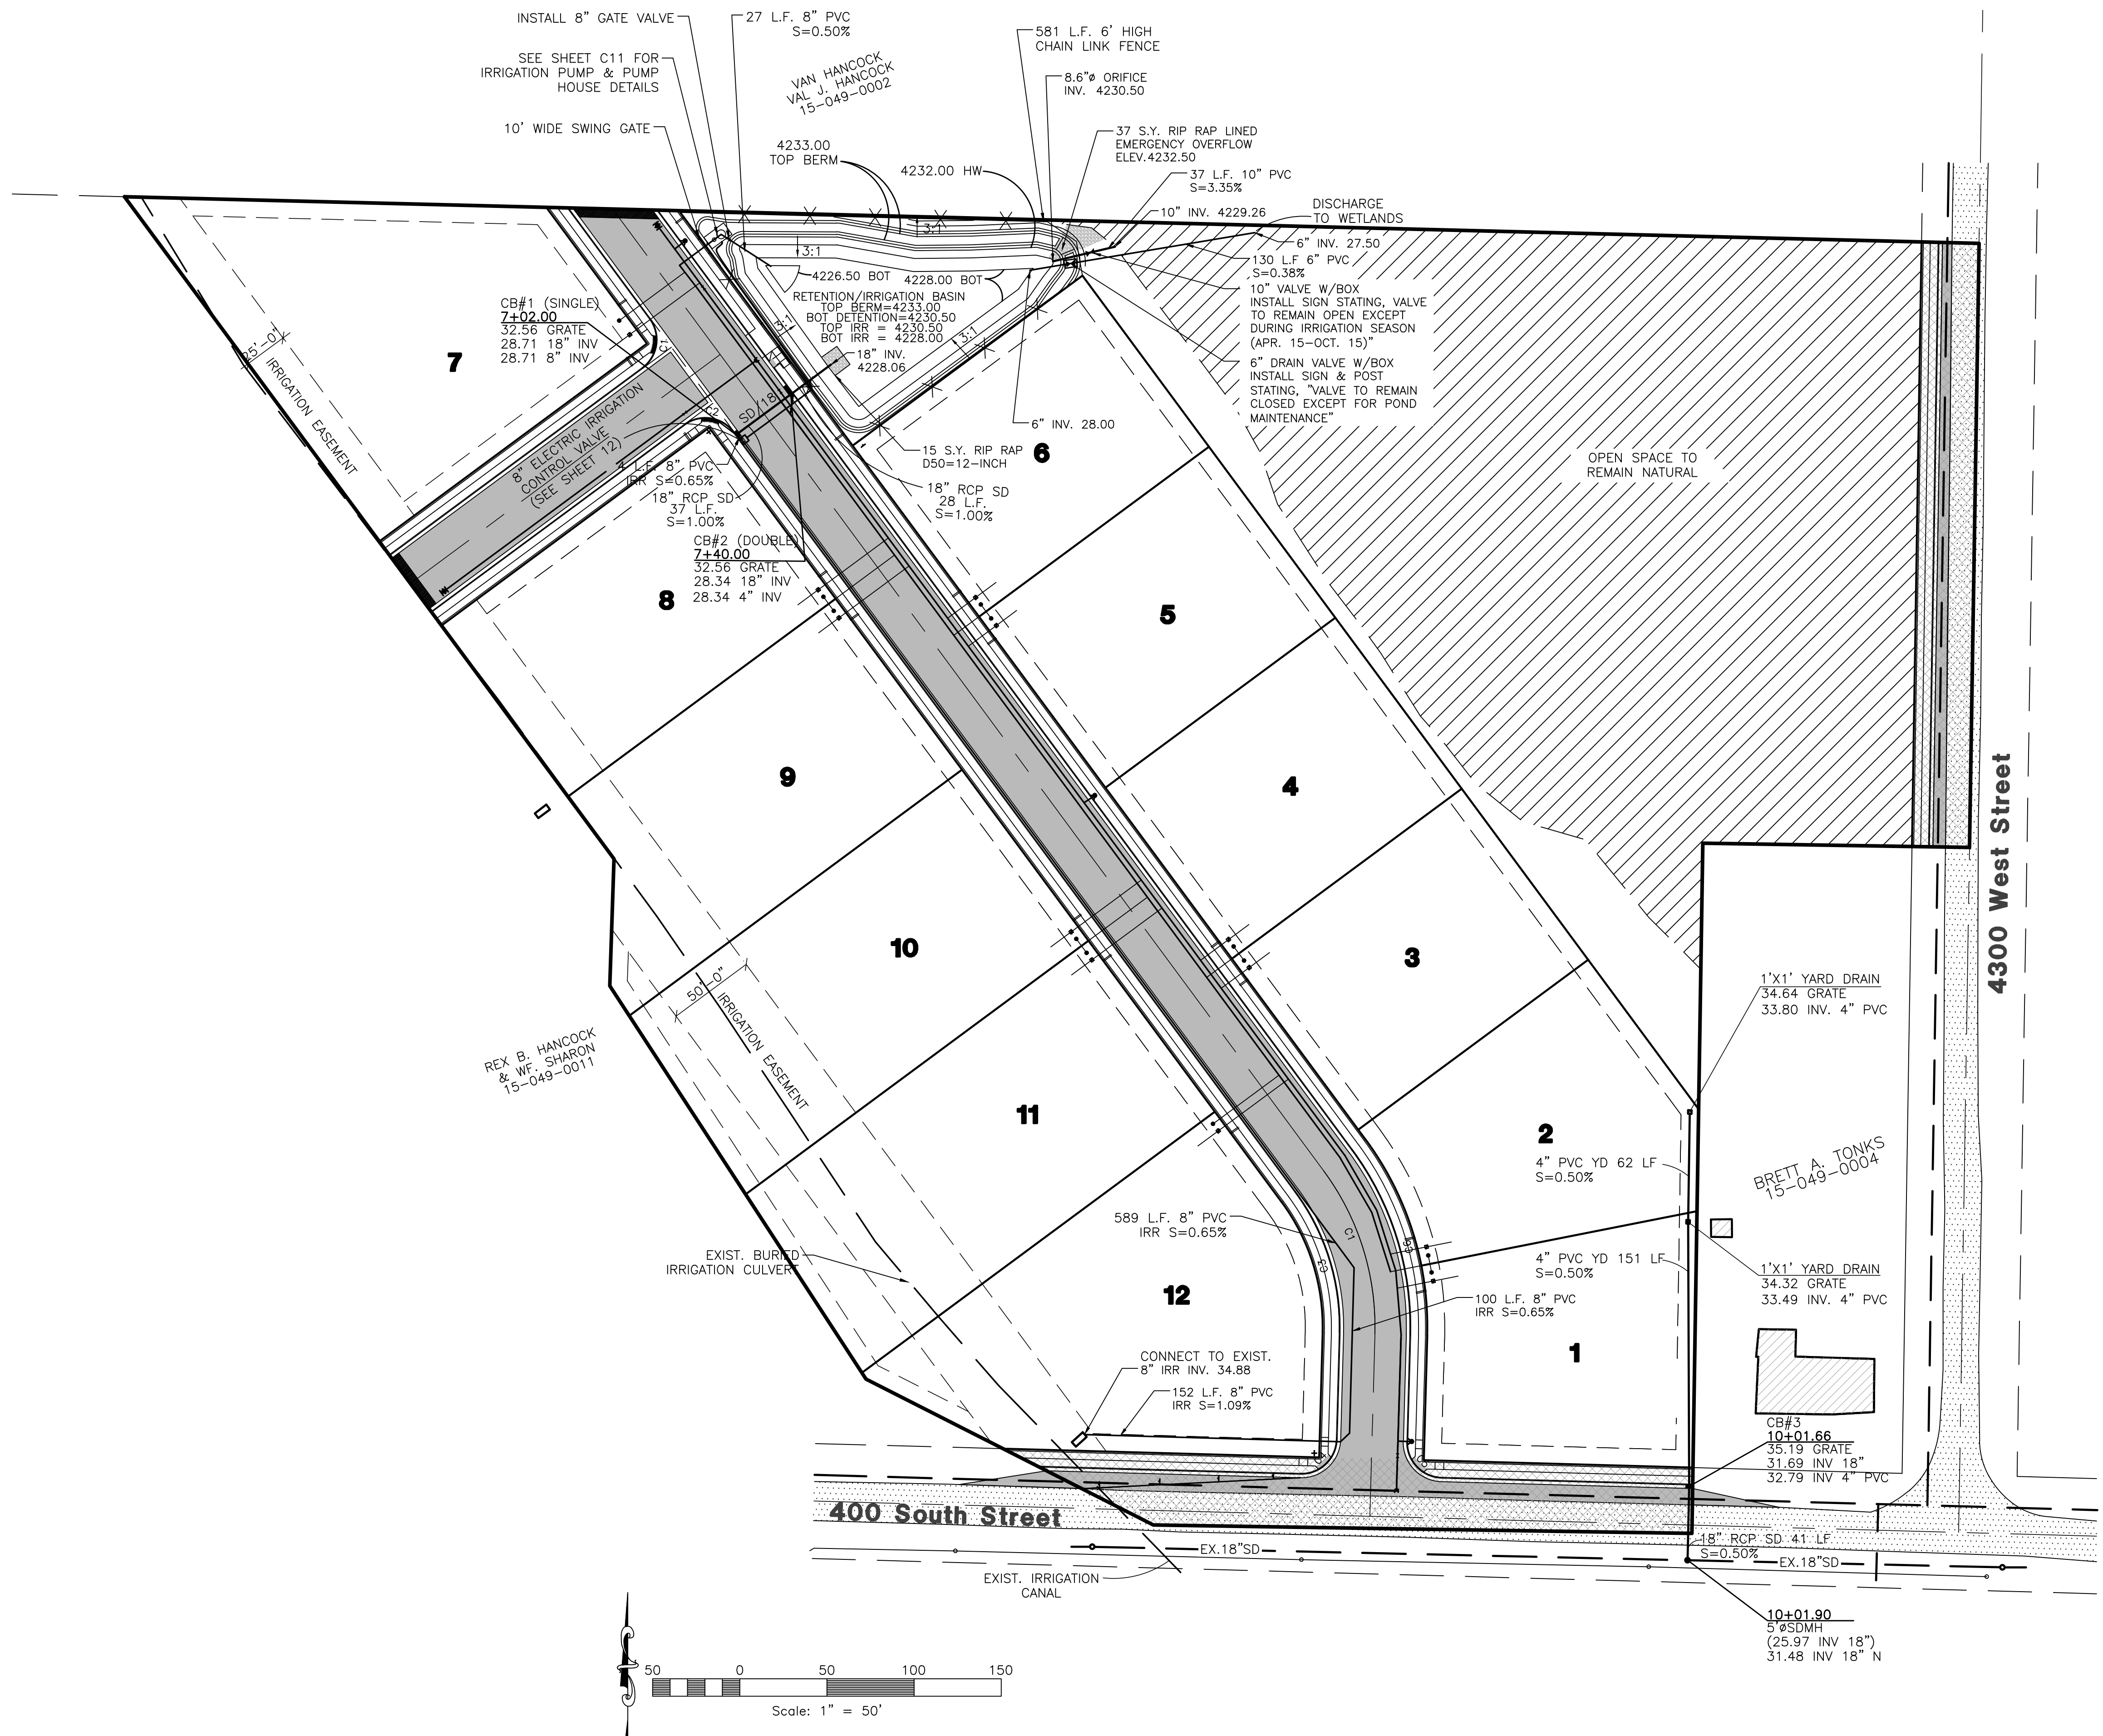 INSTALL 8" GATE VALVE
27 L.F. 8" PVC
S=0.50%
SEE SHEET C11 FOR
IRRIGATION PUMP & PUMP
HOUSE DETAILS
10' WIDE SWING GATE
VAN HANCOCK
VAL J. HANCOCK
15-049-0002
581 L.F. 6' HIGH
CHAIN LINK FENCE
8.6"ø ORIFICE
INV. 4230.50
4233.00
TOP BERM
4232.00 HW
37 S.Y. RIP RAP LINED
EMERGENCY OVERFLOW
ELEV.4232.50
37 L.F. 10" PVC
S=3.35%
10" INV. 4229.26
DISCHARGE
TO WETLANDS
6" INV. 27.50
130 L.F 6" PVC
S=0.38%
10" VALVE W/BOX
INSTALL SIGN STATING, VALVE
TO REMAIN OPEN EXCEPT
DURING IRRIGATION SEASON
(APR. 15-OCT. 15)"
6" DRAIN VALVE W/BOX
INSTALL SIGN & POST
STATING, "VALVE TO REMAIN
CLOSED EXCEPT FOR POND
MAINTENANCE"
3:1
3:1
4226.50 BOT
4228.00 BOT
RETENTION/IRRIGATION BASIN
TOP BERM=4233.00
BOT DETENTION=4230.50
TOP IRR = 4230.50
BOT IRR = 4228.00
3:1
3:1
18" INV.
4228.06
6" INV. 28.00
15 S.Y. RIP RAP
D50=12-INCH
CB#1 (SINGLE)
7+02.00
32.56 GRATE
28.71 18" INV
28.71 8" INV
7
25'-0"
IRRIGATION EASEMENT
C1
C2
SD/18
8" ELECTRIC IRRIGATION
CONTROL VALVE
(SEE SHEET 12)
4 L.F. 8" PVC
IRR S=0.65%
18" RCP SD
37 L.F.
S=1.00%
18" RCP SD
28 L.F.
S=1.00%
CB#2 (DOUBLE)
7+40.00
32.56 GRATE
28.34 18" INV
28.34 4" INV
6
OPEN SPACE TO
REMAIN NATURAL
8
5
9
4
4300 West Street
10
3
50'-0"
IRRIGATION EASEMENT
REX B. HANCOCK
& WF. SHARON
15-049-0011
1'X1' YARD DRAIN
34.64 GRATE
33.80 INV. 4" PVC
11
2
4" PVC YD 62 LF
S=0.50%
BRETT A. TONKS
15-049-0004
589 L.F. 8" PVC
IRR S=0.65%
C1
C3
EXIST. BURIED
IRRIGATION CULVERT
4" PVC YD 151 LF
S=0.50%
1'X1' YARD DRAIN
34.32 GRATE
33.49 INV. 4" PVC
12
100 L.F. 8" PVC
IRR S=0.65%
1
CONNECT TO EXIST.
8" IRR INV. 34.88
152 L.F. 8" PVC
IRR S=1.09%
CB#3
10+01.66
35.19 GRATE
31.69 INV 18"
32.79 INV 4" PVC
400 South Street
EX.18"SD
18" RCP SD 41 LF
S=0.50%
EX.18"SD
EXIST. IRRIGATION
CANAL
10+01.90
5'øSDMH
(25.97 INV 18")
31.48 INV 18" N
50 0 50 100 150
Scale: 1" = 50'